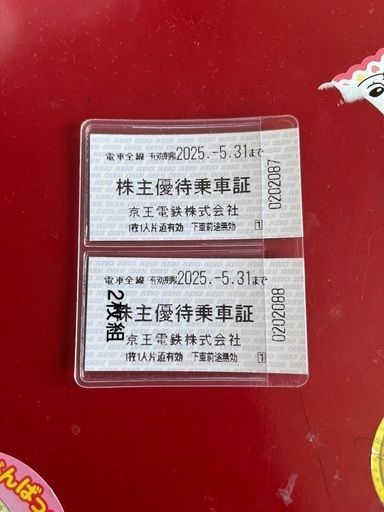 電車全線 有効期限2025.-5.31まで
株主優待乗車証
京王電鉄株式会社
1枚1人片道有効 下車前途無効 1
0202087
電車全線 有効期限2025.-5.31まで
株主優待乗車証
2枚組
京王電鉄株式会社
1枚1人片道有効 下車前途無効 1
0202088
んばっ